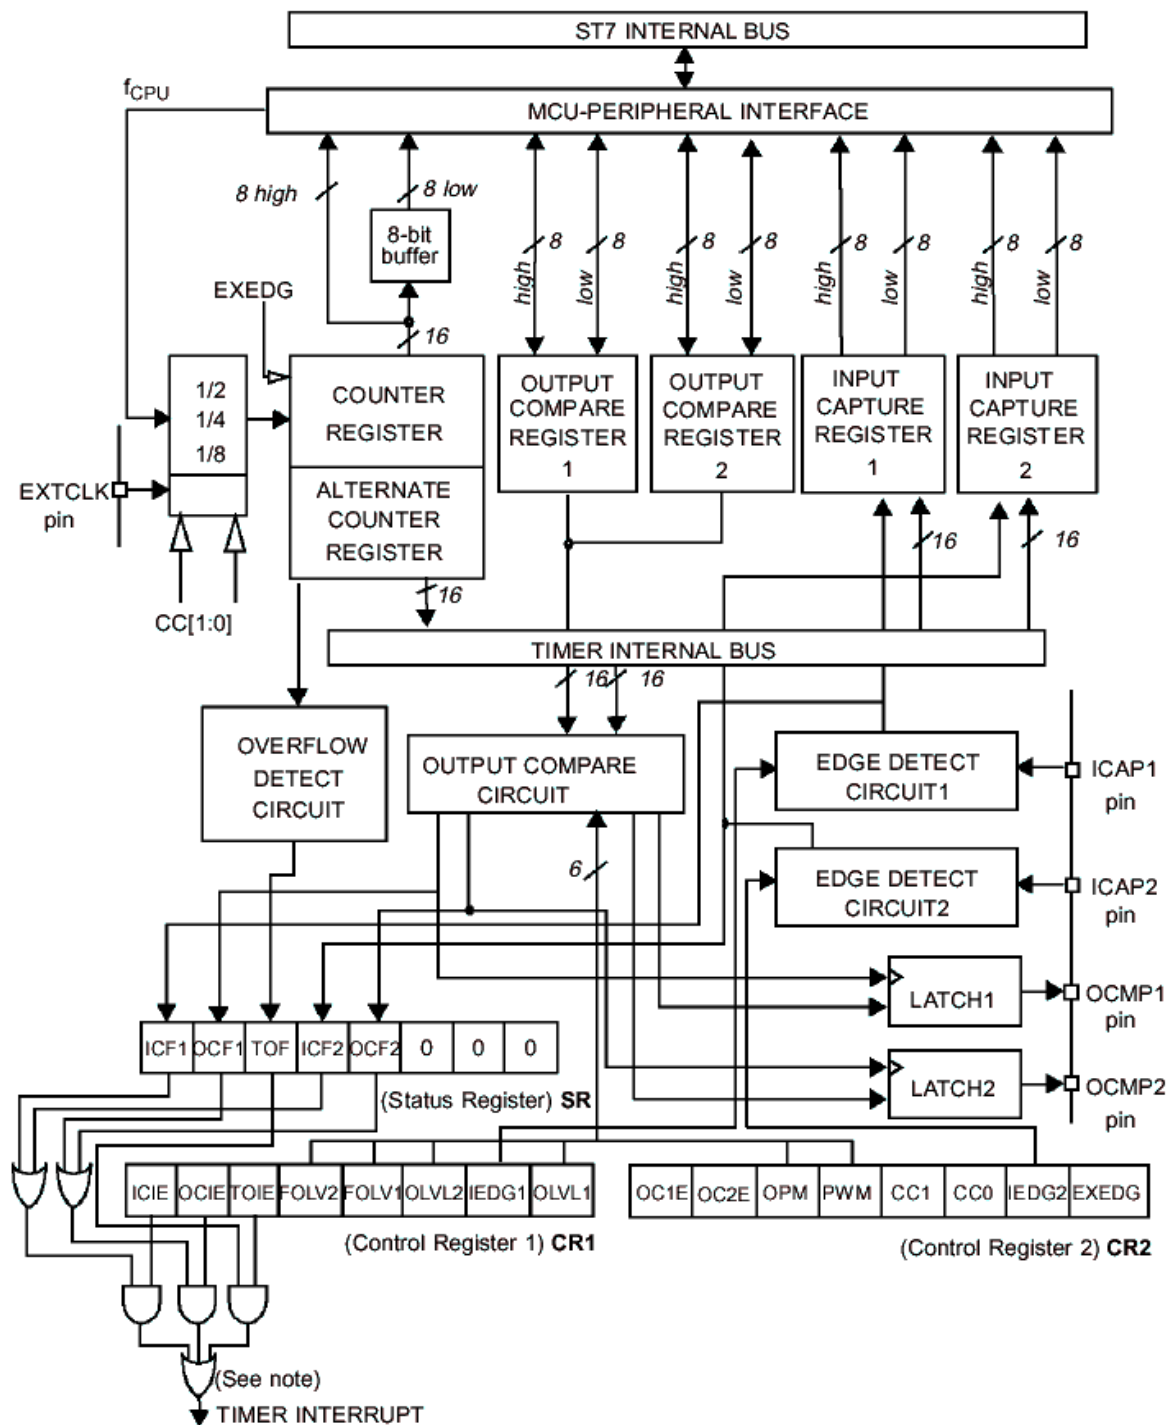 ST7 INTERNAL BUS
fCPU
MCU-PERIPHERAL INTERFACE
8 high
8 low
8-bit
buffer
8
8
8
8
8
8
8
8
high
low
high
low
high
low
high
low
EXEDG
16
1/2
1/4
1/8
COUNTER
REGISTER
ALTERNATE
COUNTER
REGISTER
OUTPUT
COMPARE
REGISTER
1
OUTPUT
COMPARE
REGISTER
2
INPUT
CAPTURE
REGISTER
1
INPUT
CAPTURE
REGISTER
2
EXTCLK
pin
16
16
16
CC[1:0]
TIMER INTERNAL BUS
16
16
OVERFLOW
DETECT
CIRCUIT
OUTPUT COMPARE
CIRCUIT
EDGE DETECT
CIRCUIT1
ICAP1
pin
6
EDGE DETECT
CIRCUIT2
ICAP2
pin
LATCH1
OCMP1
pin
LATCH2
OCMP2
pin
ICF1 OCF1 TOF ICF2 OCF2 0 0 0
(Status Register) SR
ICIE OCIE TOIE FOLV2 FOLV1 OLVL2 IEDG1 OLVL1
(Control Register 1) CR1
OC1E OC2E OPM PWM CC1 CC0 IEDG2 EXEDG
(Control Register 2) CR2
(See note)
TIMER INTERRUPT